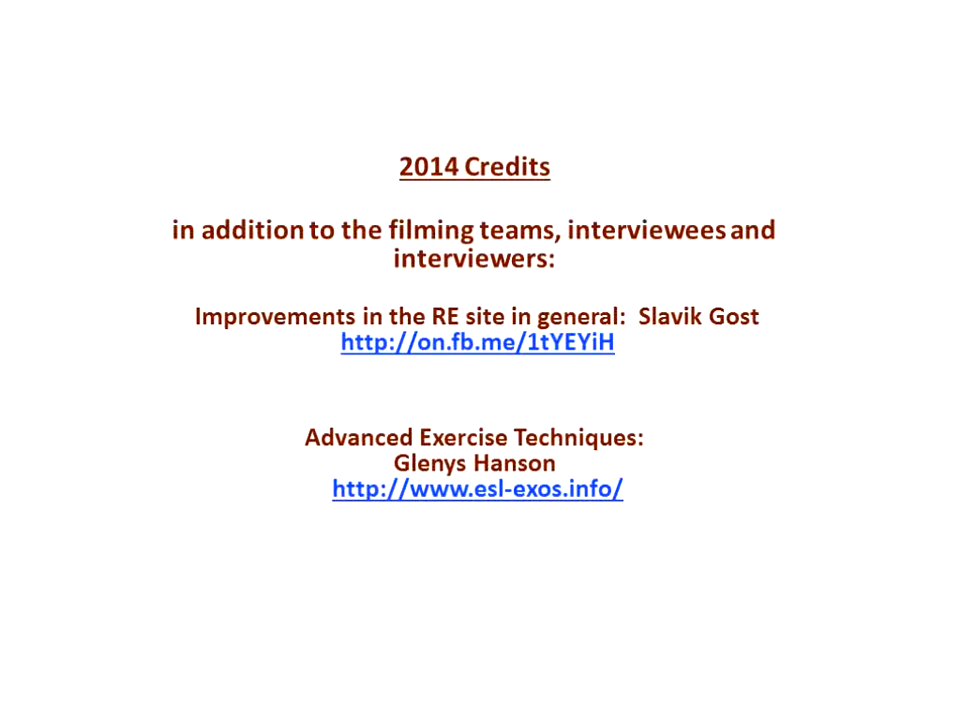 2014 Credits
in addition to the filming teams, interviewees and
interviewers:
Improvements in the RE site in general:  Slavik Gost
http://on.fb.me/1tYEYiH
Advanced Exercise Techniques:
Glenys Hanson
http://www.esl-exos.info/